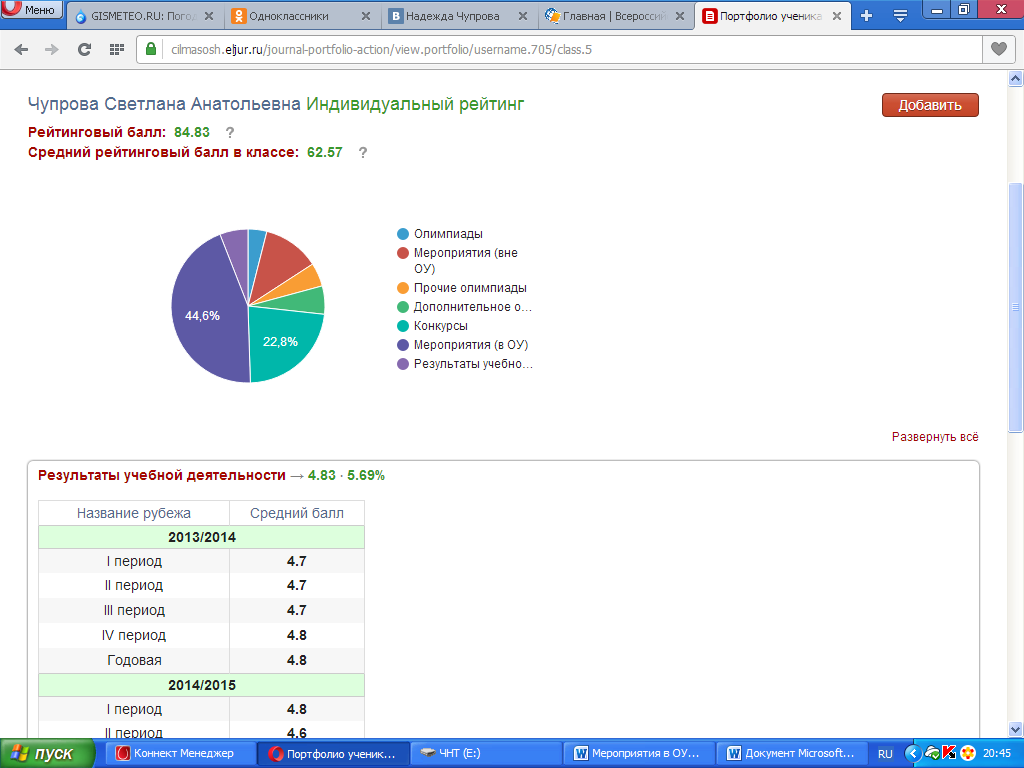 Меню
GISMETEO.RU: Погод
Одноклассники
Надежда Чупрова
Главная | Всероссий
Портфолио ученика
cilmasosh.eljur.ru/journal-portfolio-action/view.portfolio/username.705/class.5
Чупрова Светлана Анатольевна Индивидуальный рейтинг
Добавить
Рейтинговый балл: 84.83 ?
Средний рейтинговый балл в классе: 62.57 ?
44,6%
22,8%
Олимпиады
Мероприятия (вне
ОУ)
Прочие олимпиады
Дополнительное о...
Конкурсы
Мероприятия (в ОУ)
Результаты учебно...
Развернуть всё
Результаты учебной деятельности → 4.83 · 5.69%
Название рубежа Средний балл
2013/2014
I период 4.7
II период 4.7
III период 4.7
IV период 4.8
Годовая 4.8
2014/2015
I период 4.8
II период 4.6
пуск
Коннект Менеджер
Портфолио ученик...
ЧНТ (E:)
Мероприятия в ОУ...
Документ Microsoft...
RU
20:45